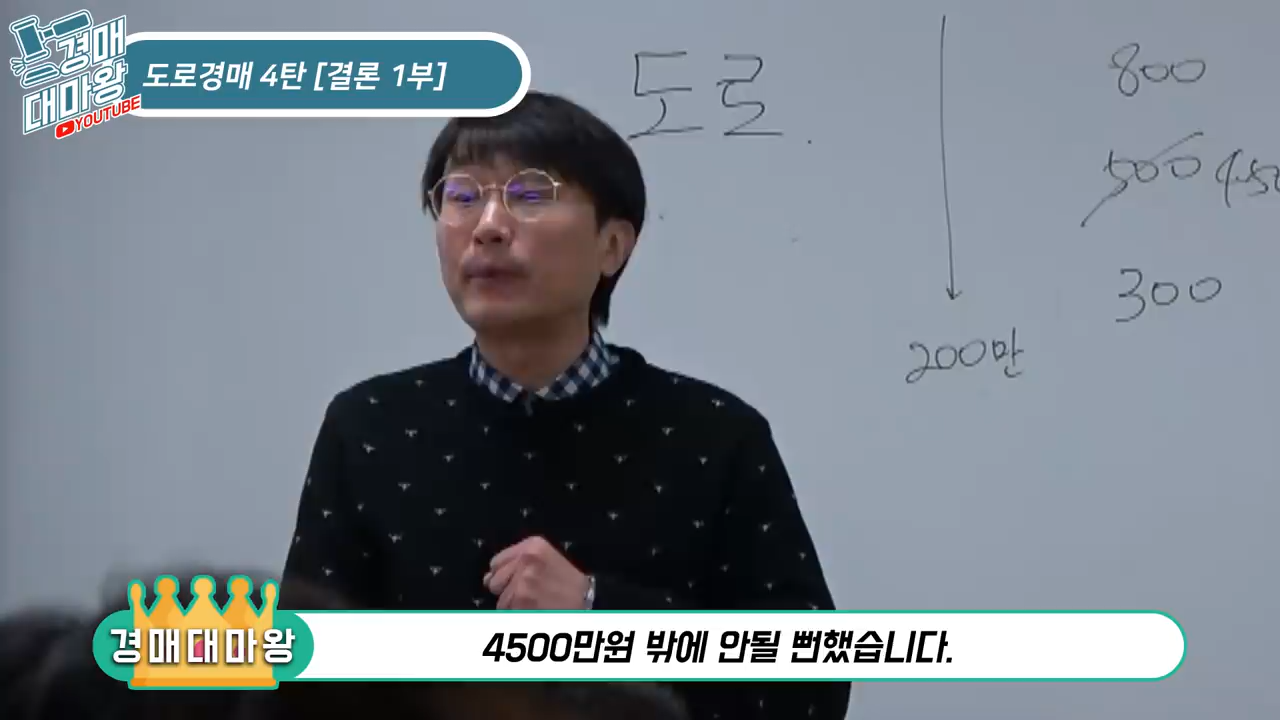 경매
대마왕
YOUTUBE
도로경매 4탄 [결론 1부]
도로
800
500
300
200만
경매대마왕
4500만원 밖에 안될 뻔했습니다.